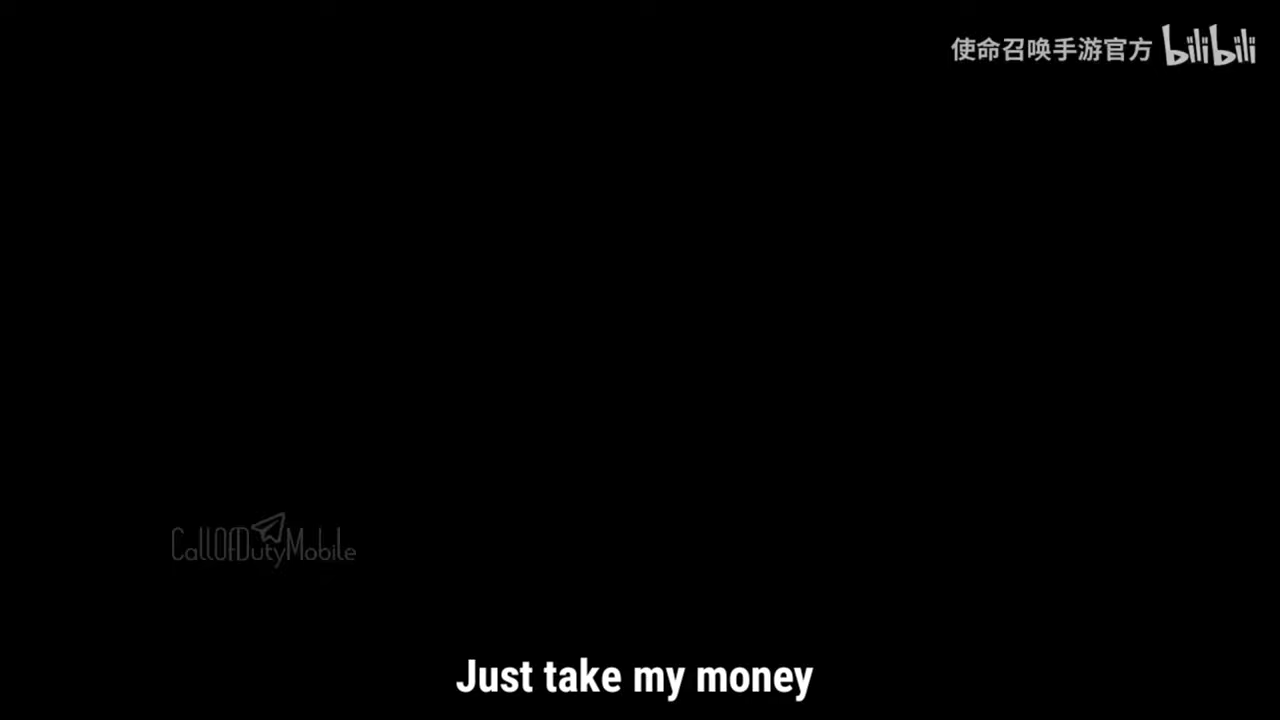 使命召唤手游官方 bilibili
CallOfDutyMobile
Just take my money